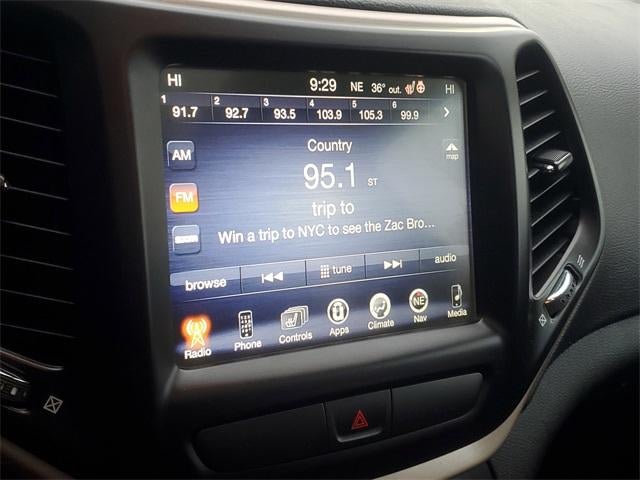 HI 9:29 NE 36° out. HI
1 91.7 2 92.7 3 93.5 4 103.9 5 105.3 6 99.9
Country
AM map
95.1 ST
FM
trip to
Win a trip to NYC to see the Zac Bro...
browse tune audio
Radio Phone Controls Apps Climate NE Nav Media